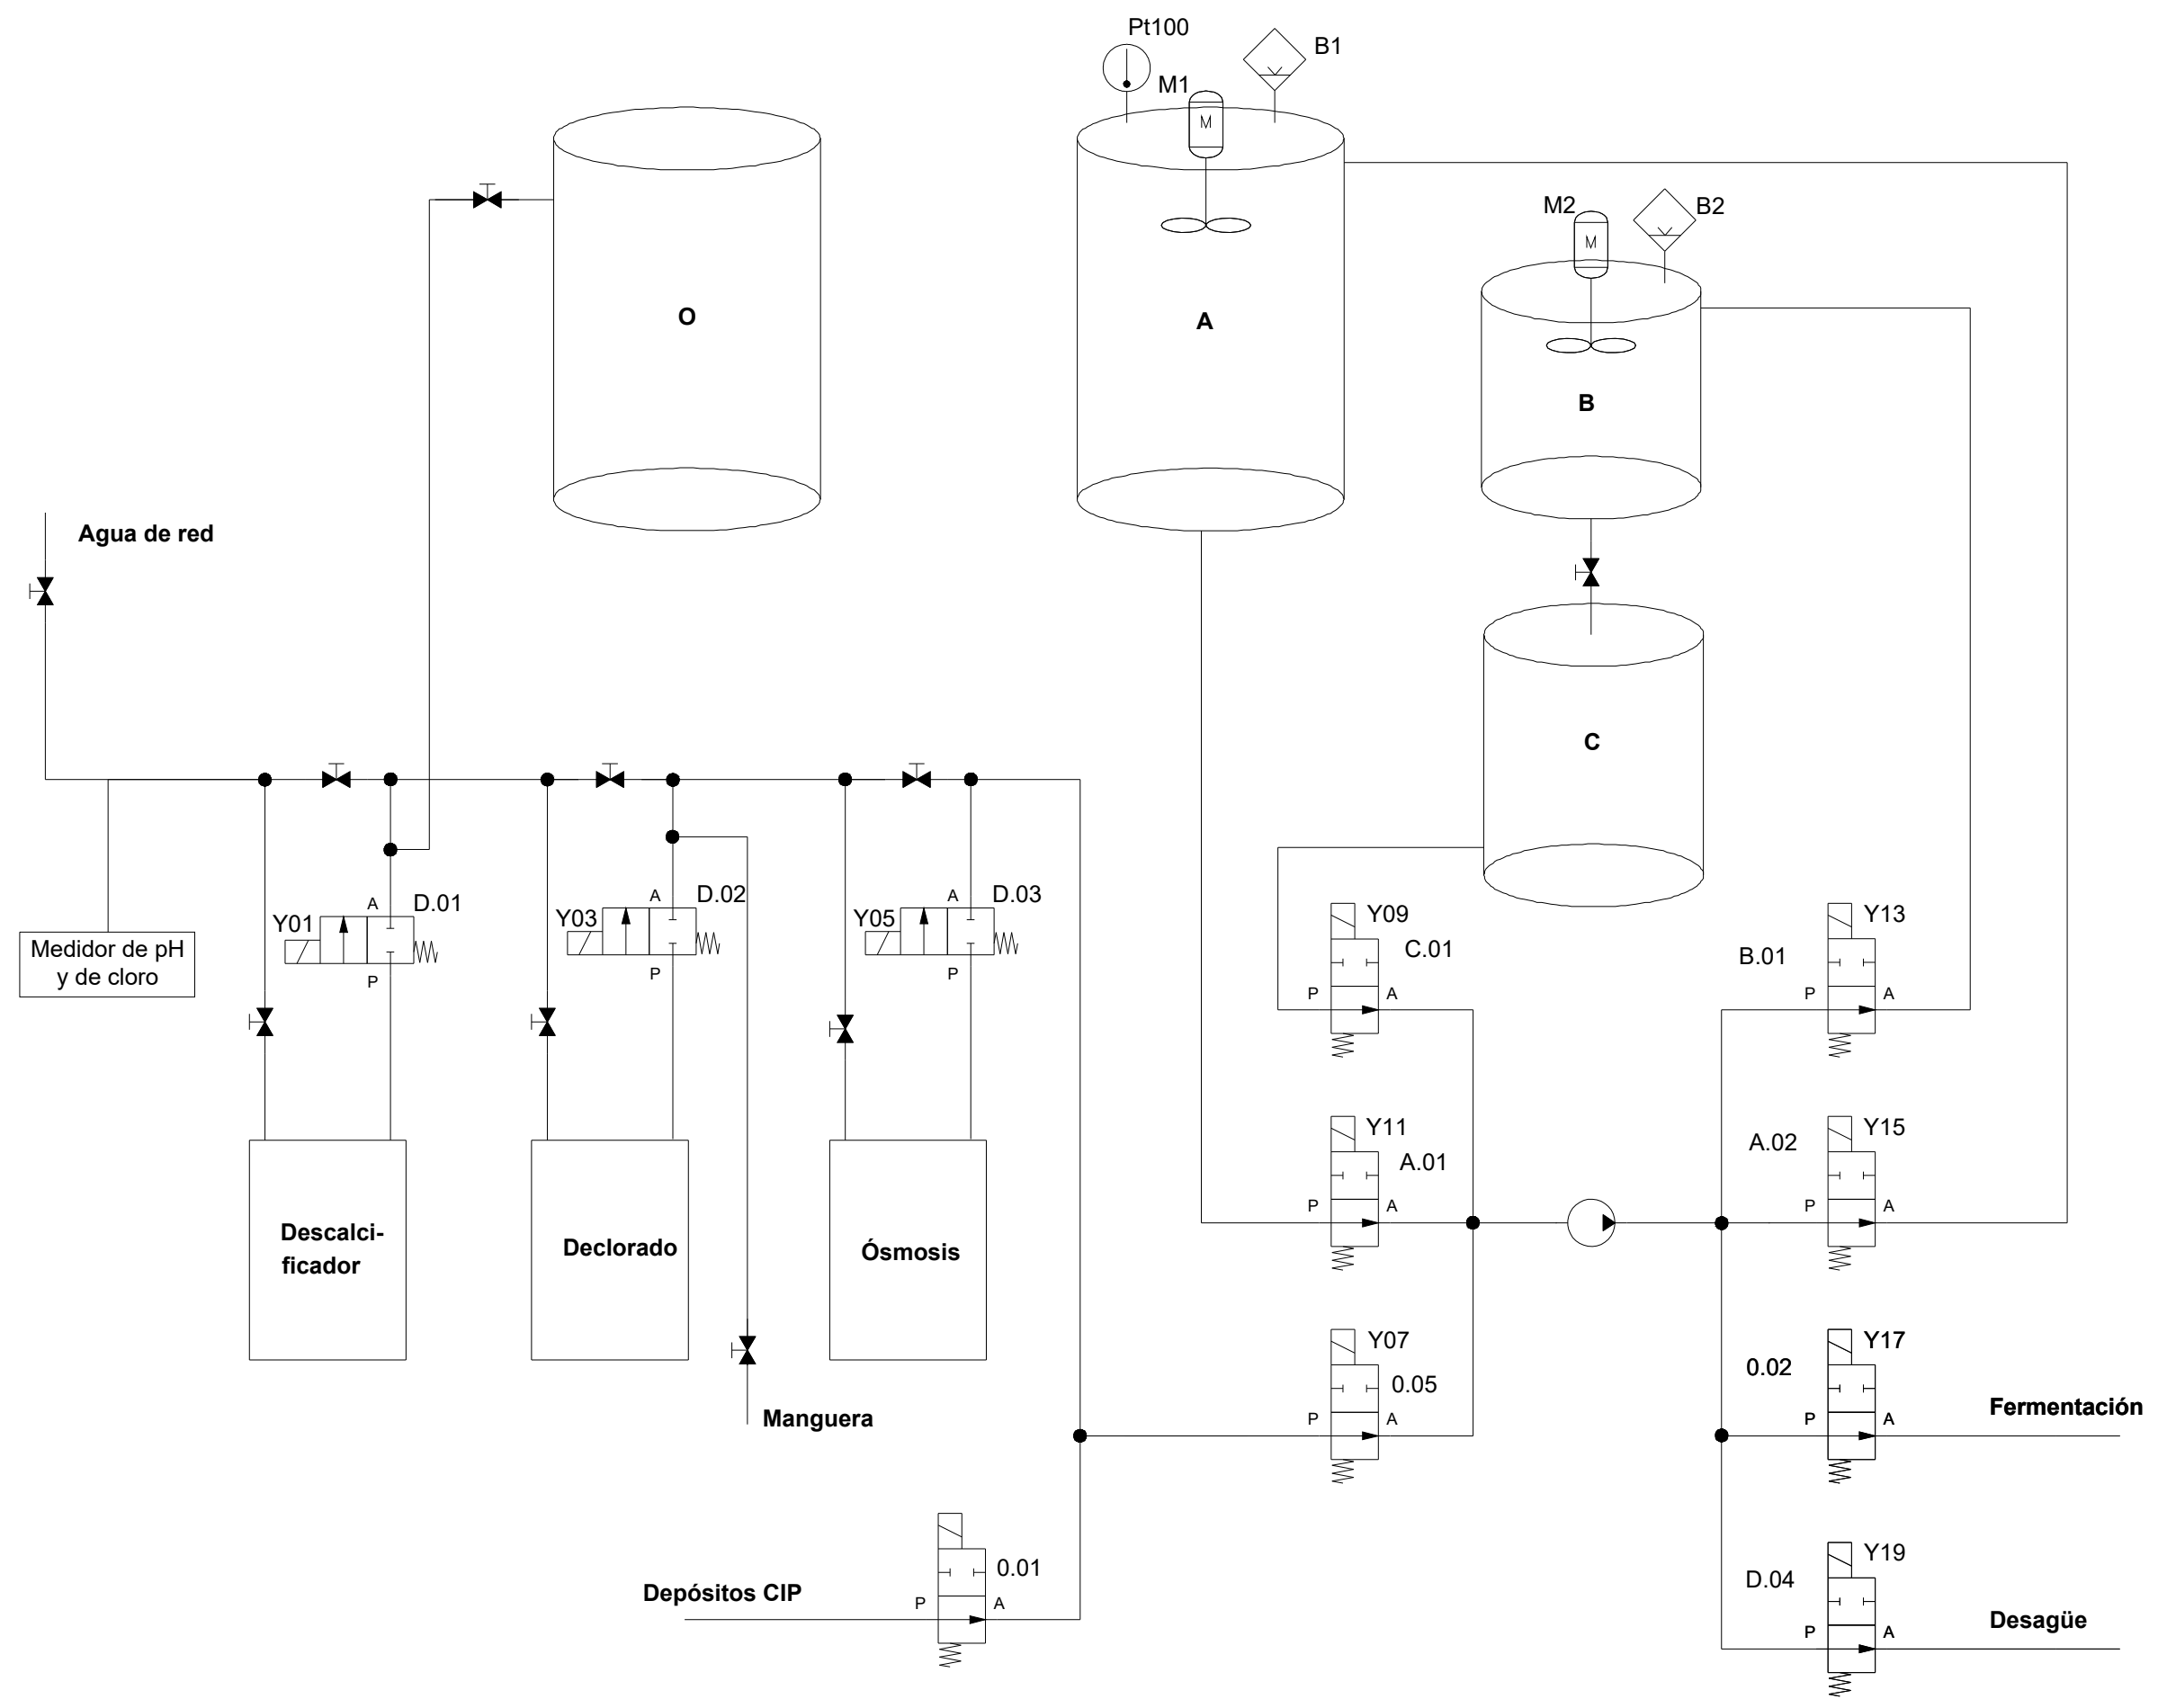 Pt100
B1
M1
M
M2
B2
M
O
A
B
Agua de red
C
Medidor de pH
y de cloro
Y01
A
D.01
P
Y03
A
D.02
P
Y05
A
D.03
P
Y09
C.01
P
A
Y13
B.01
P
A
Y11
A.01
P
A
Y15
A.02
P
A
Descalci-
ficador
Declorado
Ósmosis
Y07
0.05
P
A
Y17
0.02
P
A
Fermentación
Manguera
0.01
Depósitos CIP
P
A
Y19
D.04
P
A
Desagüe